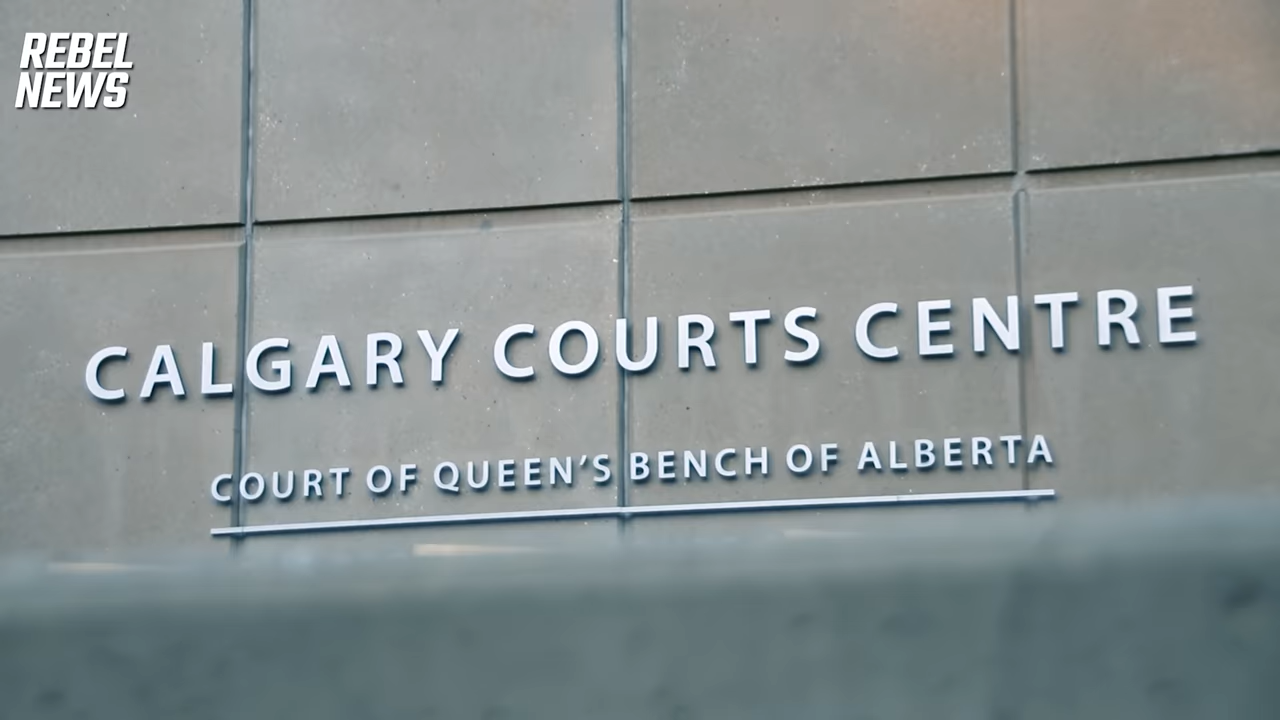 REBEL
NEWS
CALGARY COURTS CENTRE
COURT OF QUEEN'S BENCH OF ALBERTA